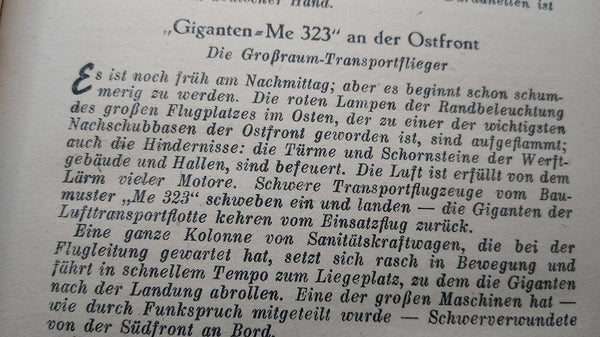 deutscher Hand.
ist
„Giganten=Me 323“ an der Ostfront
Die Großraum-Transportflieger
Es ist noch früh am Nachmittag; aber es beginnt schon schum-
merig zu werden. Die roten Lampen der Randbeleuchtung
des großen Flugplatzes im Osten, der zu einer der wichtigsten
Nachschubbasen der Ostfront geworden ist, sind aufgeflammt;
auch die Hindernisse: die Türme und Schornsteine der Werft-
gebäude und Hallen, sind befeuert. Die Luft ist erfüllt von dem
Lärm vieler Motore. Schwere Transportflugzeuge vom Bau-
muster „Me 323“ schweben ein und landen — die Giganten der
Lufttransportflotte kehren vom Einsatzflug zurück.
Eine ganze Kolonne von Sanitätskraftwagen, die bei der
Flugleitung gewartet hat, setzt sich rasch in Bewegung und
fährt in schnellem Tempo zum Liegeplatz, zu dem die Giganten
nach der Landung abrollen. Eine der großen Maschinen hat —
wie durch Funkspruch mitgeteilt wurde — Schwerverwundete
von der Südfront an Bord.